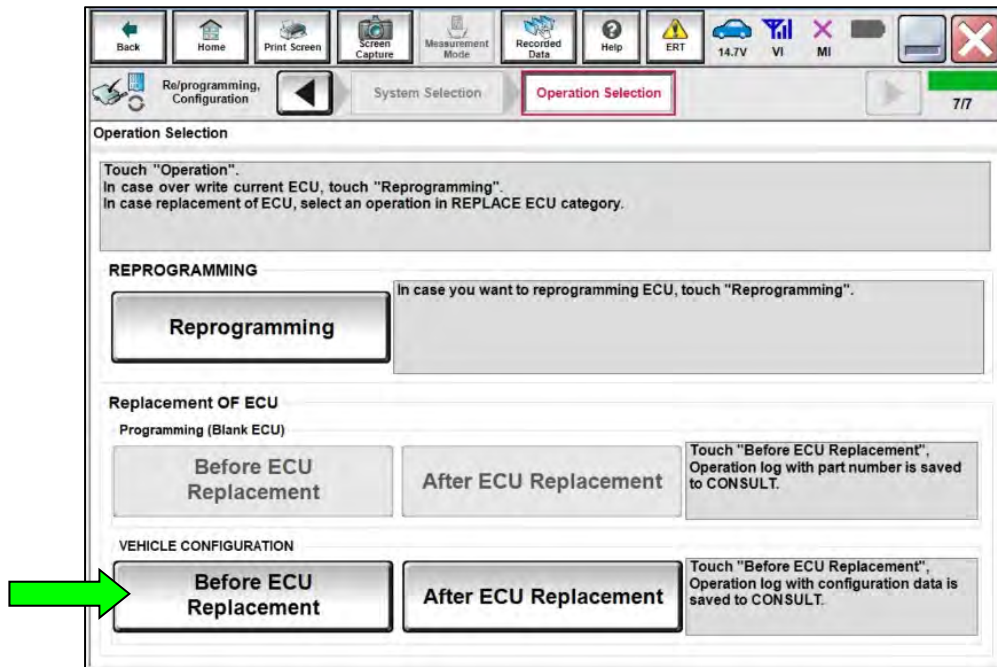 Back
Home
Print Screen
Screen
Capture
Measurement
Mode
Recorded
Data
Help
ERT
14.7V
VI
MI
Re/programming,
Configuration
System Selection
Operation Selection
7/7
Operation Selection
Touch "Operation".
In case over write current ECU, touch "Reprogramming".
In case replacement of ECU, select an operation in REPLACE ECU category.
REPROGRAMMING
Reprogramming
In case you want to reprogramming ECU, touch "Reprogramming".
Replacement OF ECU
Programming (Blank ECU)
Before ECU
Replacement
After ECU Replacement
Touch "Before ECU Replacement",
Operation log with part number is saved
to CONSULT.
VEHICLE CONFIGURATION
Before ECU
Replacement
After ECU Replacement
Touch "Before ECU Replacement",
Operation log with configuration data is
saved to CONSULT.